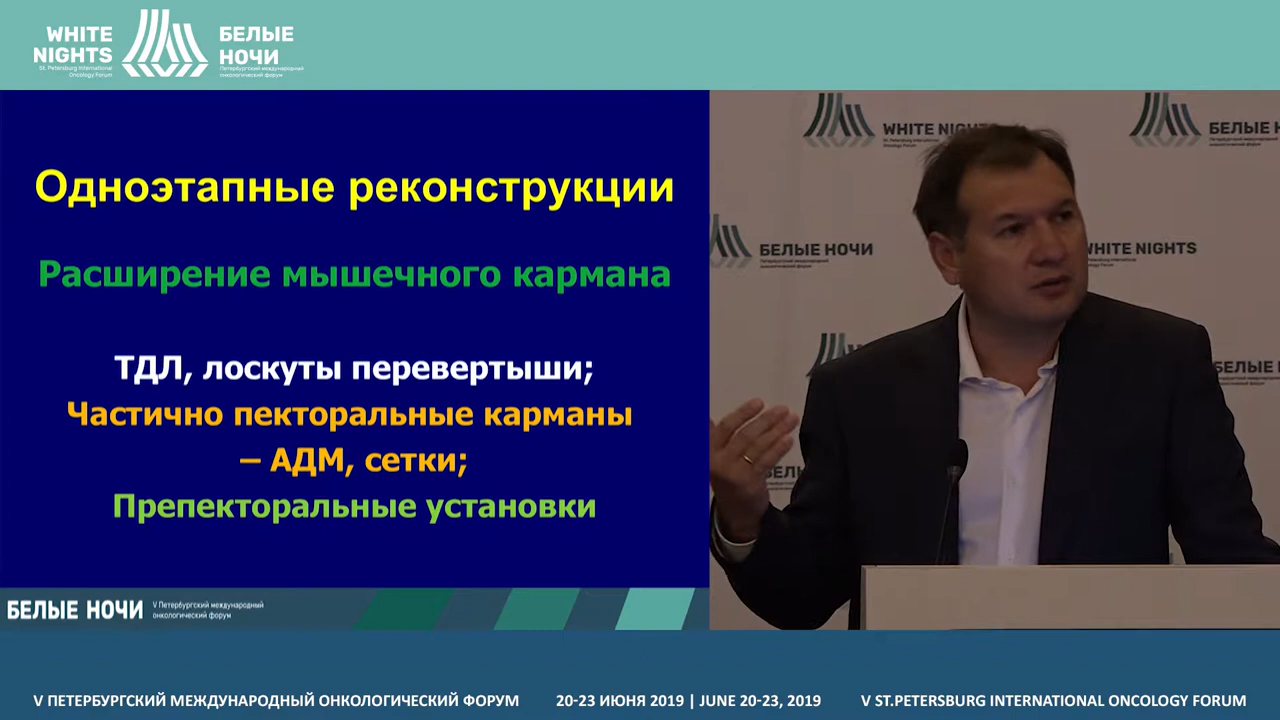 WHITE
NIGHTS
St. Petersburg International
Oncology Forum
БЕЛЫЕ
НОЧИ
Петербургский международный
онкологический форум
Одноэтапные реконструкции
Расширение мышечного кармана
ТДЛ, лоскуты перевертыши;
Частично пекторальные карманы
– АДМ, сетки;
Препекторальные установки
БЕЛЫЕ НОЧИ
V Петербургский международный
онкологический форум
WHITE NIGHTS
БЕЛЫЕ Н
БЕЛЫЕ НОЧИ
WHITE NIGHTS
БЕЛЫЕ
V ПЕТЕРБУРГСКИЙ МЕЖДУНАРОДНЫЙ ОНКОЛОГИЧЕСКИЙ ФОРУМ
20-23 ИЮНЯ 2019 | JUNE 20-23, 2019
V ST.PETERSBURG INTERNATIONAL ONCOLOGY FORUM